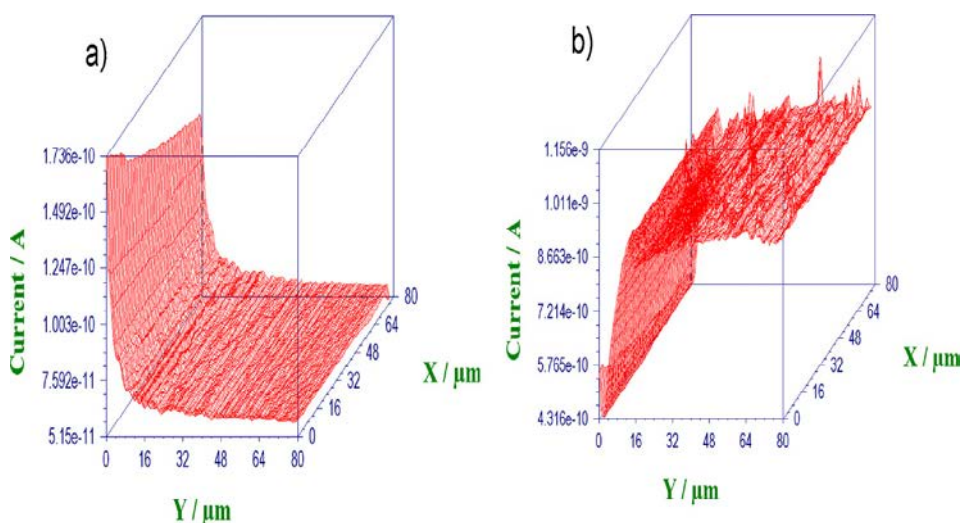 a)
1.736e-10
1.492e-10
1.247e-10
1.003e-10
7.592e-11
5.15e-11
Current / A
0 16 32 48 64 80
Y / µm
0 16 32 48 64 80
X / µm
b)
1.156e-9
1.011e-9
8.663e-10
7.214e-10
5.765e-10
4.316e-10
Current / A
0 16 32 48 64 80
Y / µm
0 16 32 48 64 80
X / µm